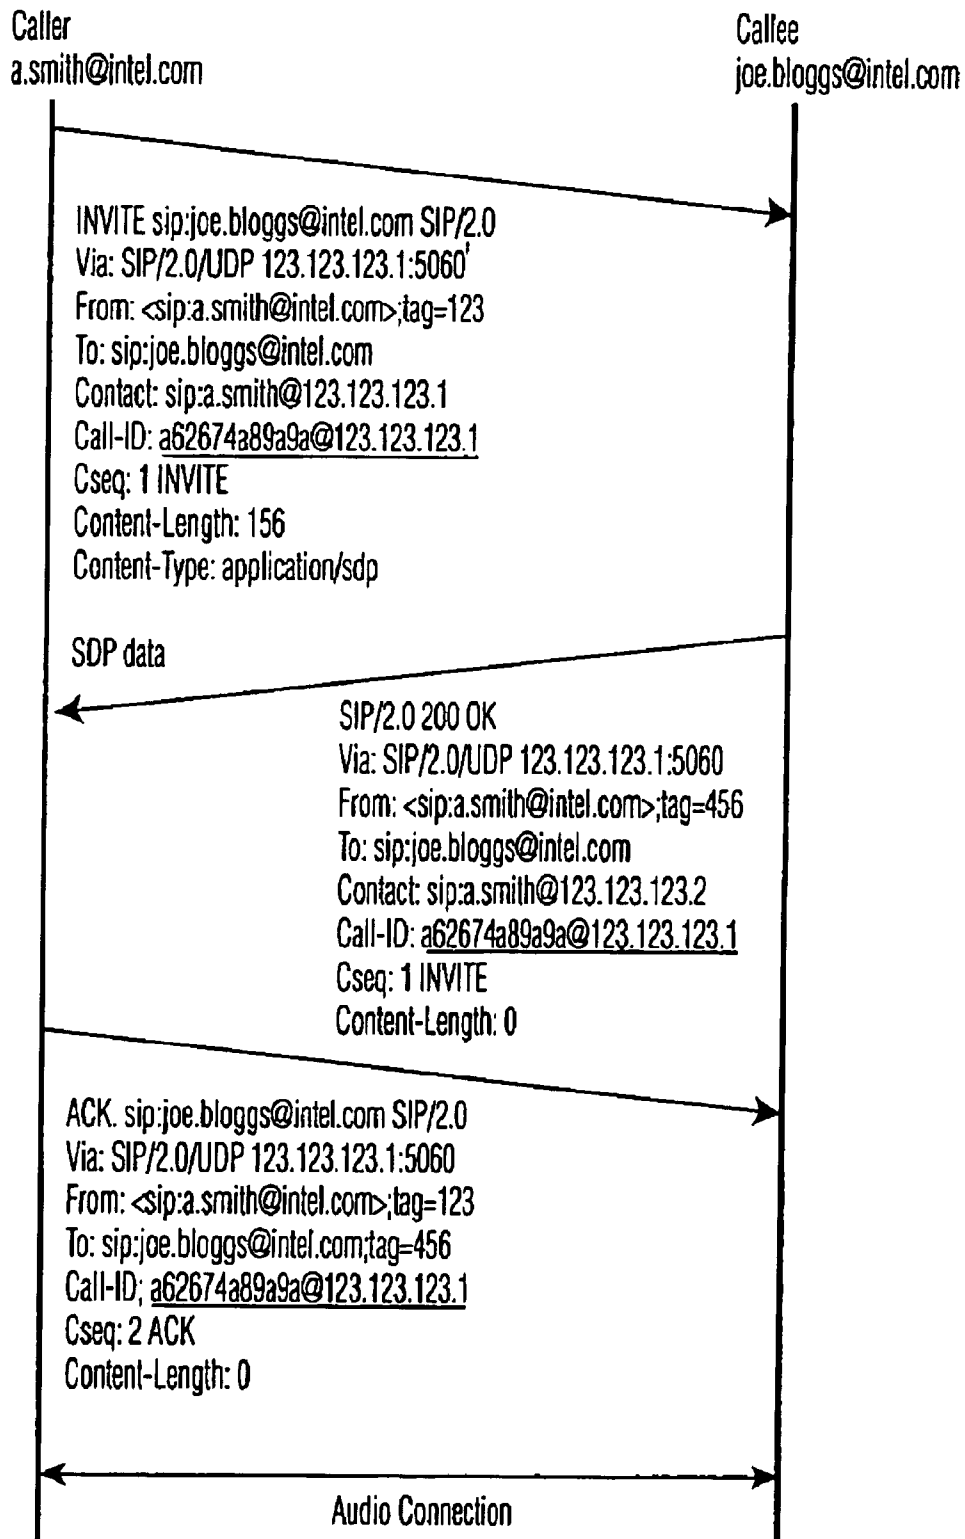 Caller
a.smith@intel.com
Callee
joe.bloggs@intel.com
INVITE sip:joe.bloggs@intel.com SIP/2.0
Via: SIP/2.0/UDP 123.123.123.1:5060'
From: <sip:a.smith@intel.com>;tag=123
To: sip:joe.bloggs@intel.com
Contact: sip:a.smith@123.123.123.1
Call-ID: a62674a89a9a@123.123.123.1
Cseq: 1 INVITE
Content-Length: 156
Content-Type: application/sdp
SDP data
SIP/2.0 200 OK
Via: SIP/2.0/UDP 123.123.123.1:5060
From: <sip:a.smith@intel.com>;tag=456
To: sip:joe.bloggs@intel.com
Contact: sip:a.smith@123.123.123.2
Call-ID: a62674a89a9a@123.123.123.1
Cseq: 1 INVITE
Content-Length: 0
ACK. sip:joe.bloggs@intel.com SIP/2.0
Via: SIP/2.0/UDP 123.123.123.1:5060
From: <sip:a.smith@intel.com>;tag=123
To: sip:joe.bloggs@intel.com;tag=456
Call-ID; a62674a89a9a@123.123.123.1
Cseq: 2 ACK
Content-Length: 0
Audio Connection